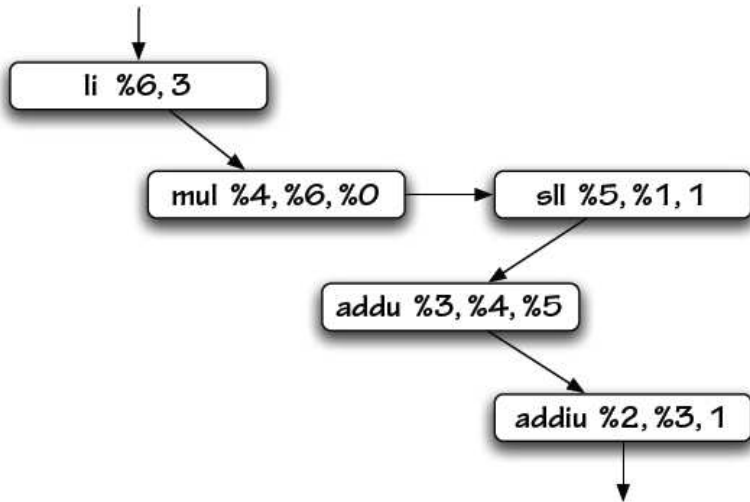 li %6, 3
mul %4, %6, %0
sll %5, %1, 1
addu %3, %4, %5
addiu %2, %3, 1